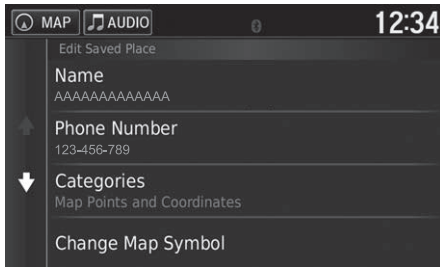 MAP AUDIO 12:34
Edit Saved Place
Name
AAAAAAAAAAAAA
Phone Number
123-456-789
Categories
Map Points and Coordinates
Change Map Symbol